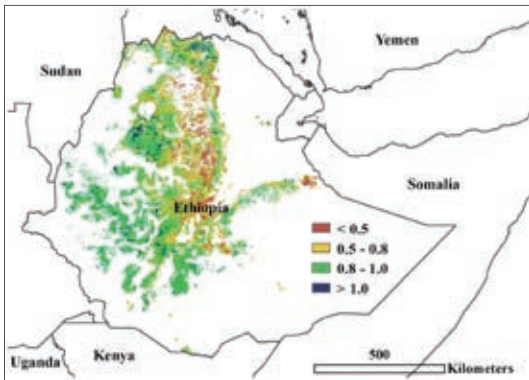 Yemen
Sudan
Somalia
Ethiopia
< 0.5
0.5 - 0.8
0.8 - 1.0
> 1.0
500
Kilometers
Uganda
Kenya